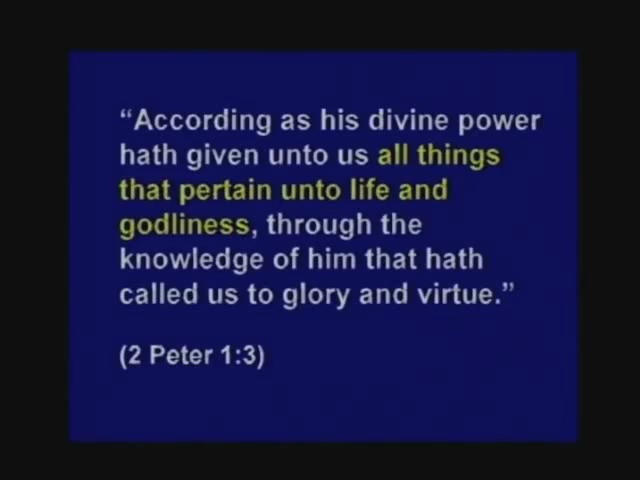 “According as his divine power
hath given unto us all things
that pertain unto life and
godliness, through the
knowledge of him that hath
called us to glory and virtue.”
(2 Peter 1:3)